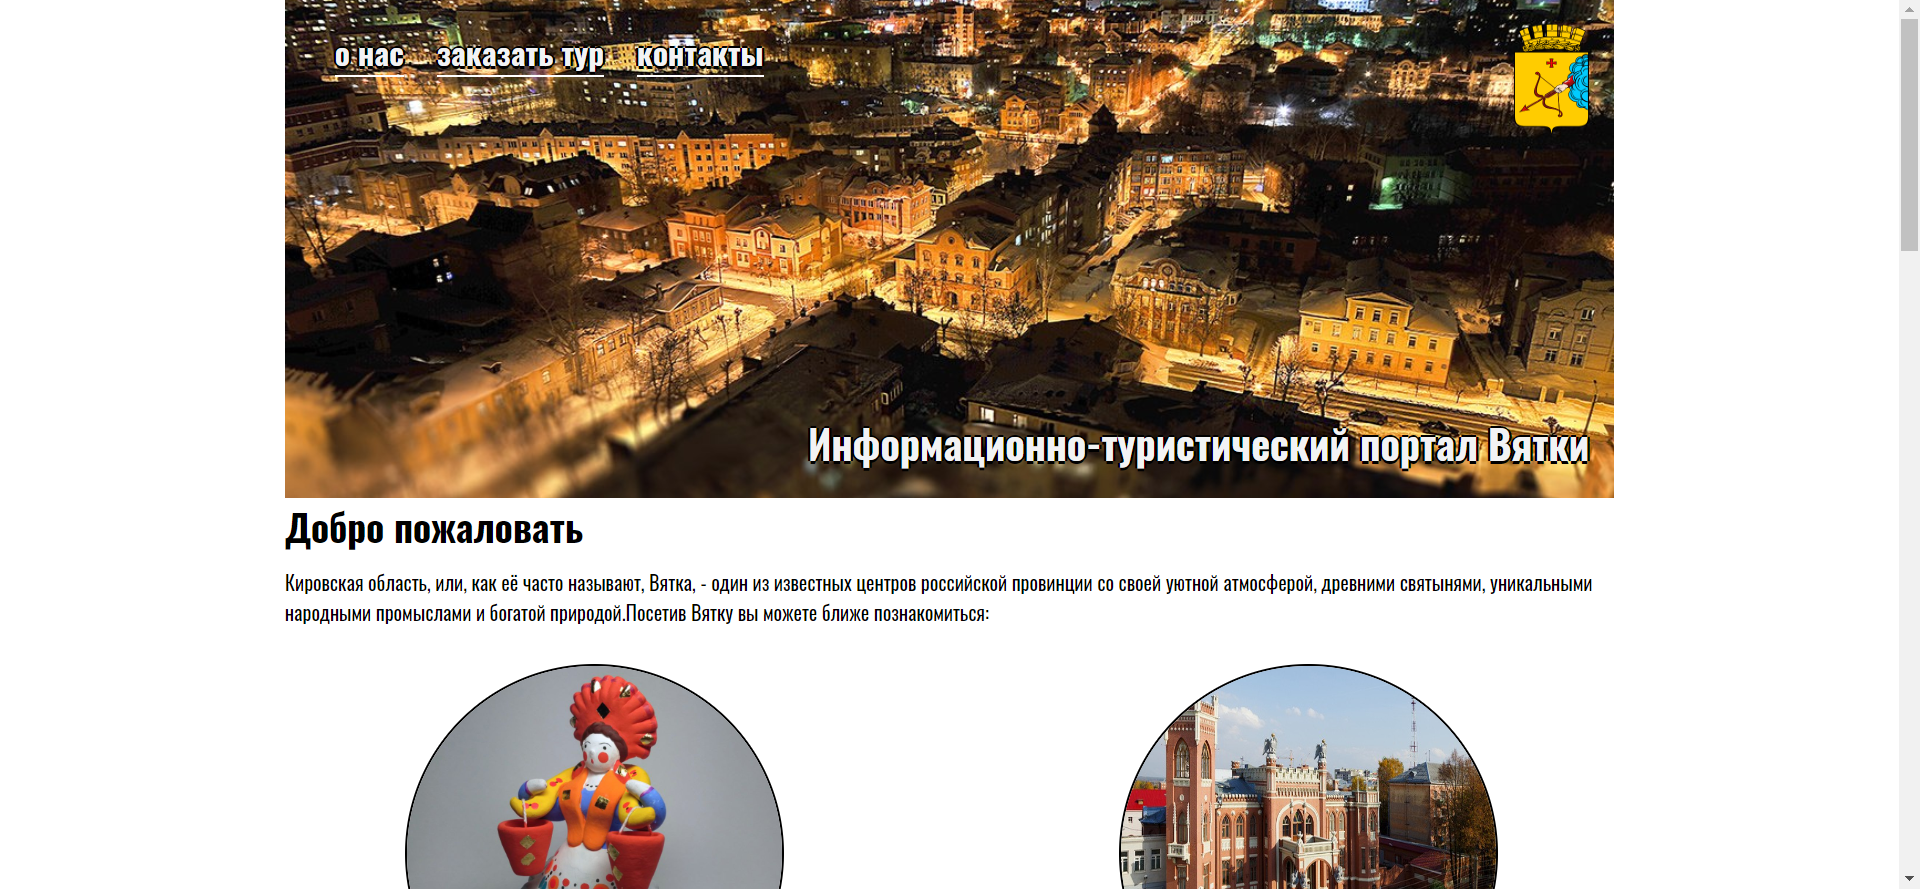 о нас заказать тур контакты
Информационно-туристический портал Вятки
Добро пожаловать
Кировская область, или, как её часто называют, Вятка, - один из известных центров российской провинции со своей уютной атмосферой, древними святынями, уникальными
народными промыслами и богатой природой.Посетив Вятку вы можете ближе познакомиться: